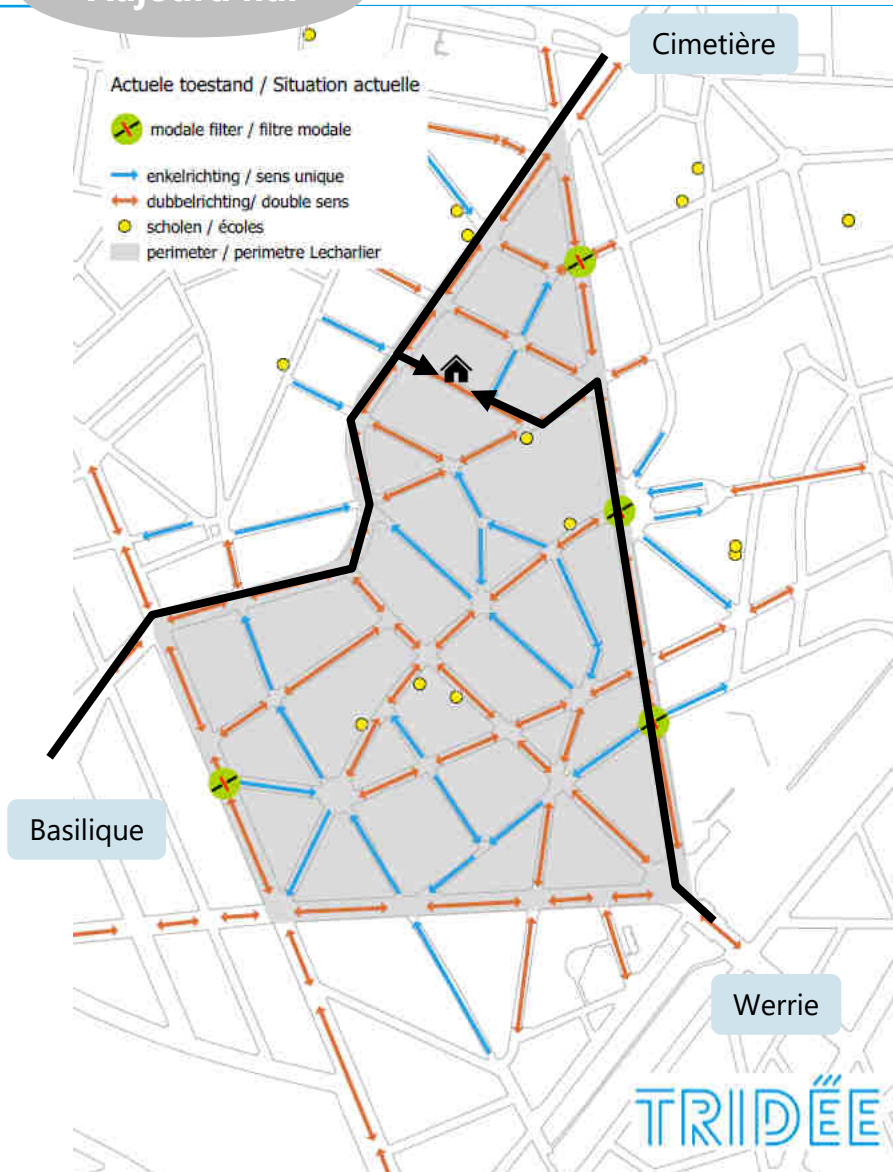 Cimetière
Actuele toestand / Situation actuelle
modale filter / filtre modale
enkelrichting / sens unique
dubbelrichting/ double sens
scholen / écoles
perimeter / perimetre Lecharlier
Basilique
Werrie
TRIDËË